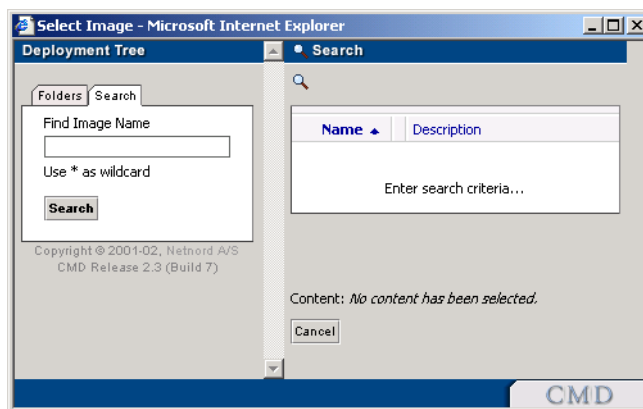 Select Image - Microsoft Internet Explorer
Deployment Tree
Search
Folders
Search
Find Image Name
Use * as wildcard
Search
Copyright © 2001-02, Netnord A/S
CMD Release 2.3 (Build 7)
Name
Description
Enter search criteria...
Content: No content has been selected.
Cancel
CMD